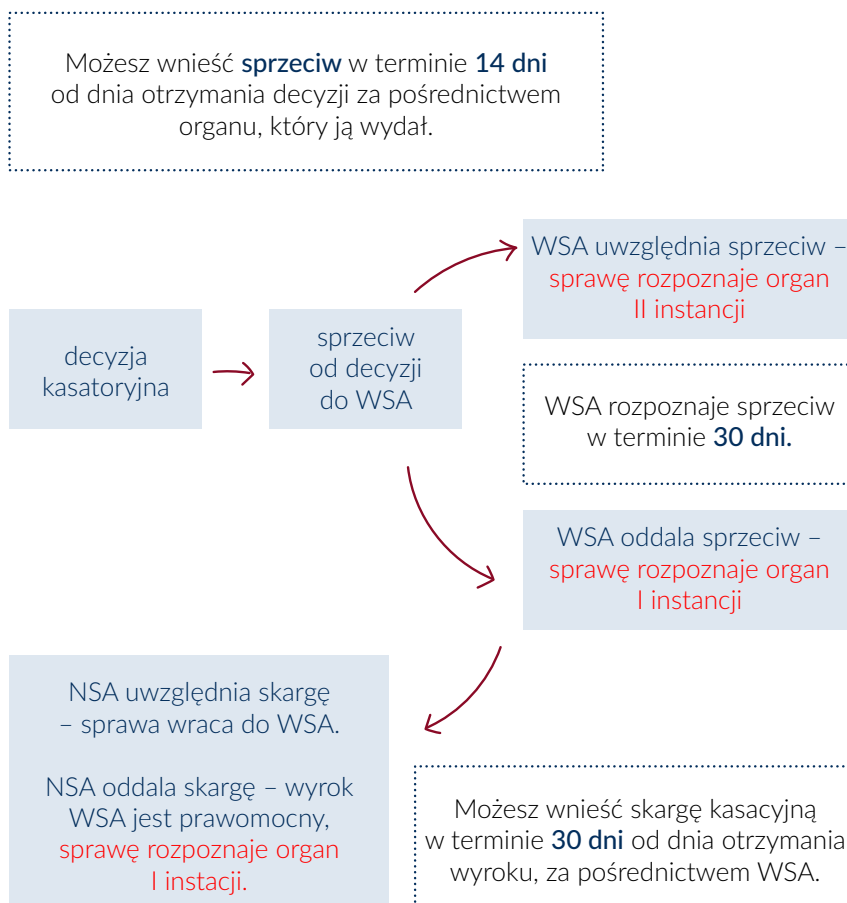 Możesz wnieść sprzeciw w terminie 14 dni
od dnia otrzymania decyzji za pośrednictwem
organu, który ją wydał.
decyzja
kasatoryjna
sprzeciw
od decyzji
do WSA
WSA uwzględnia sprzeciw –
sprawę rozpoznaje organ
II instancji
WSA rozpoznaje sprzeciw
w terminie 30 dni.
WSA oddala sprzeciw –
sprawę rozpoznaje organ
I instancji
NSA uwzględnia skargę
– sprawa wraca do WSA.
NSA oddala skargę – wyrok
WSA jest prawomocny,
sprawę rozpoznaje organ
I instacji.
Możesz wnieść skargę kasacyjną
w terminie 30 dni od dnia otrzymania
wyroku, za pośrednictwem WSA.